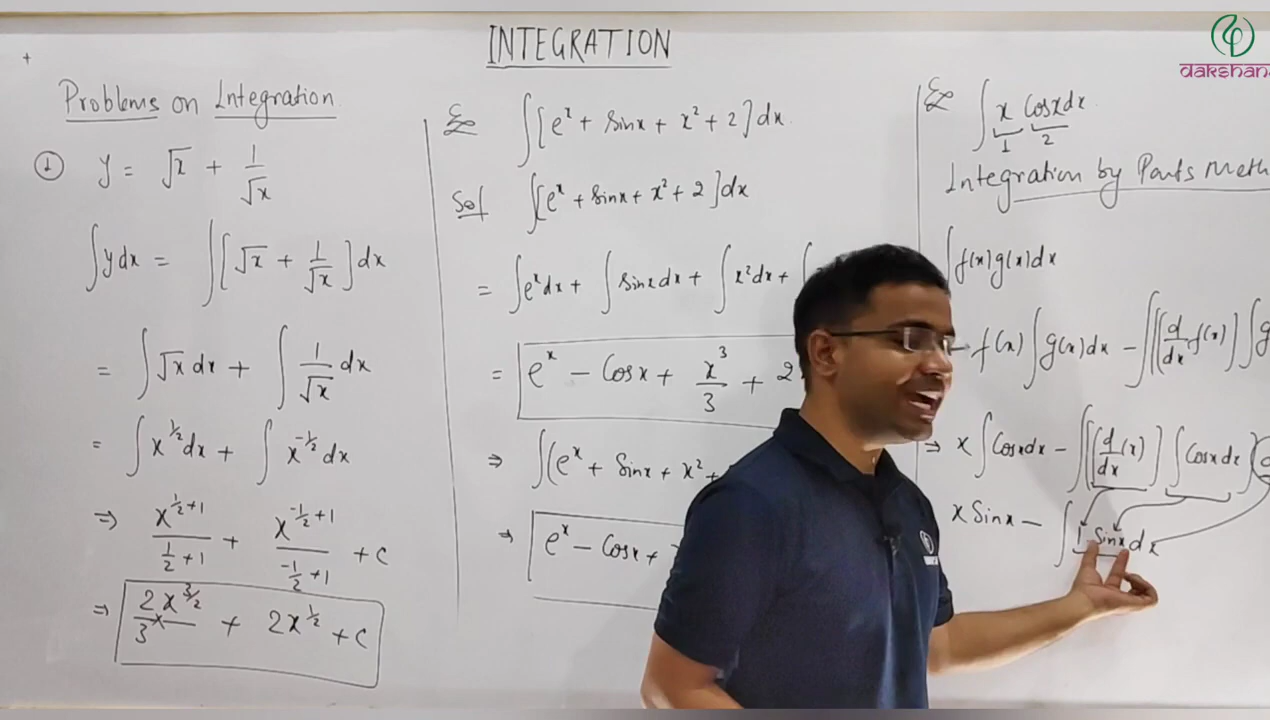 INTEGRATION
dakshana
Problems on Integration
① y = √x + 1/√x
∫ y dx = ∫ [√x + 1/√x] dx
= ∫ √x dx + ∫ 1/√x dx
= ∫ x^1/2 dx + ∫ x^-1/2 dx
⇒ x^(1/2+1)/(1/2+1) + x^(-1/2+1)/(-1/2+1) + c
⇒ 2x^3/2/3 + 2x^1/2 + c
Ex ∫ [e^x + sinx + x² + 2] dx
Sol ∫ [e^x + sinx + x² + 2] dx
= ∫ e^x dx + ∫ sinx dx + ∫ x² dx + ∫
= e^x - Cosx + x³/3 + 2
⇒ ∫ (e^x + Sinx + x² +
⇒ e^x - Cosx +
Ex ∫ x Cosx dx
1 2
Integration by Parts Meth
∫ f(x) g(x) dx
f(x) ∫ g(x) dx - ∫ [(d/dx f(x)) ∫ g
⇒ x ∫ Cosx dx - ∫ [(d/dx (x)) ∫ Cosx dx]
x Sinx - ∫ 1 Sinx dx